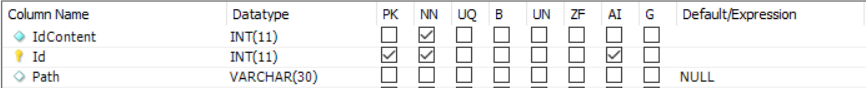 Column Name Datatype PK NN UQ B UN ZF AI G Default/Expression
IdContent INT(11)
Id INT(11)
Path VARCHAR(30) NULL